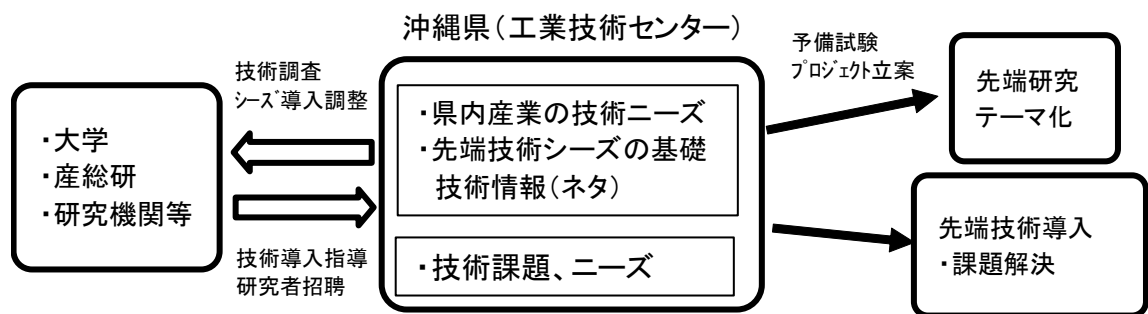 沖縄県（工業技術センター）
技術調査
ｼｰｽﾞ導入調整
・大学
・産総研
・研究機関等
技術導入指導
研究者招聘
・県内産業の技術ニーズ
・先端技術シーズの基礎
技術情報（ネタ）
・技術課題、ニーズ
予備試験
ﾌﾟﾛｼﾞｪｸﾄ立案
先端研究
テーマ化
先端技術導入
・課題解決